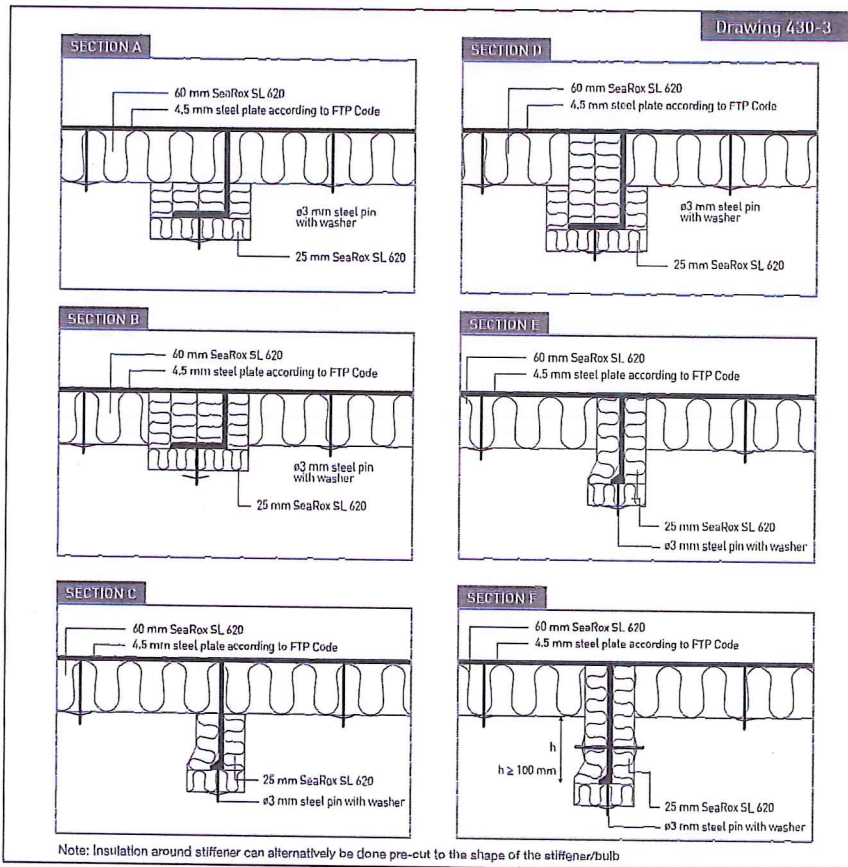 Drawing 430-3
SECTION A
60 mm SeaRox SL 620
4.5 mm steel plate according to FTP Code
ø3 mm steel pin
with washer
25 mm SeaRox SL 620
SECTION D
60 mm SeaRox SL 620
4.5 mm steel plate according to FTP Code
ø3 mm steel pin
with washer
25 mm SeaRox SL 620
SECTION B
60 mm SeaRox SL 620
4.5 mm steel plate according to FTP Code
ø3 mm steel pin
with washer
25 mm SeaRox SL 620
SECTION E
60 mm SeaRox SL 620
4.5 mm steel plate according to FTP Code
25 mm SeaRox SL 620
ø3 mm steel pin with washer
SECTION C
60 mm SeaRox SL 620
4.5 mm steel plate according to FTP Code
25 mm SeaRox SL 620
ø3 mm steel pin with washer
SECTION F
60 mm SeaRox SL 620
4.5 mm steel plate according to FTP Code
h
h ≥ 100 mm
25 mm SeaRox SL 620
ø3 mm steel pin with washer
Note: Insulation around stiffener can alternatively be done pre-cut to the shape of the stiffener/bulb